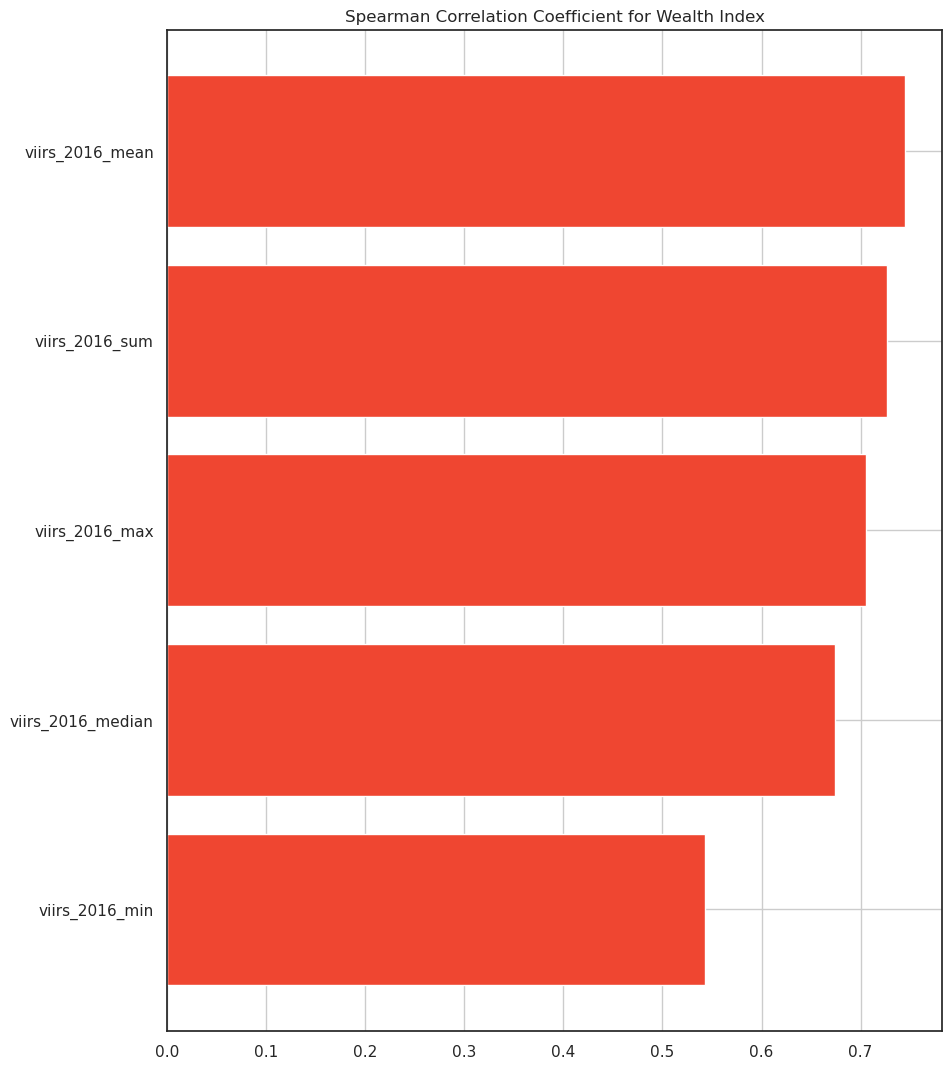 Spearman Correlation Coefficient for Wealth Index
viirs_2016_mean
viirs_2016_sum
viirs_2016_max
viirs_2016_median
viirs_2016_min
0.0 0.1 0.2 0.3 0.4 0.5 0.6 0.7